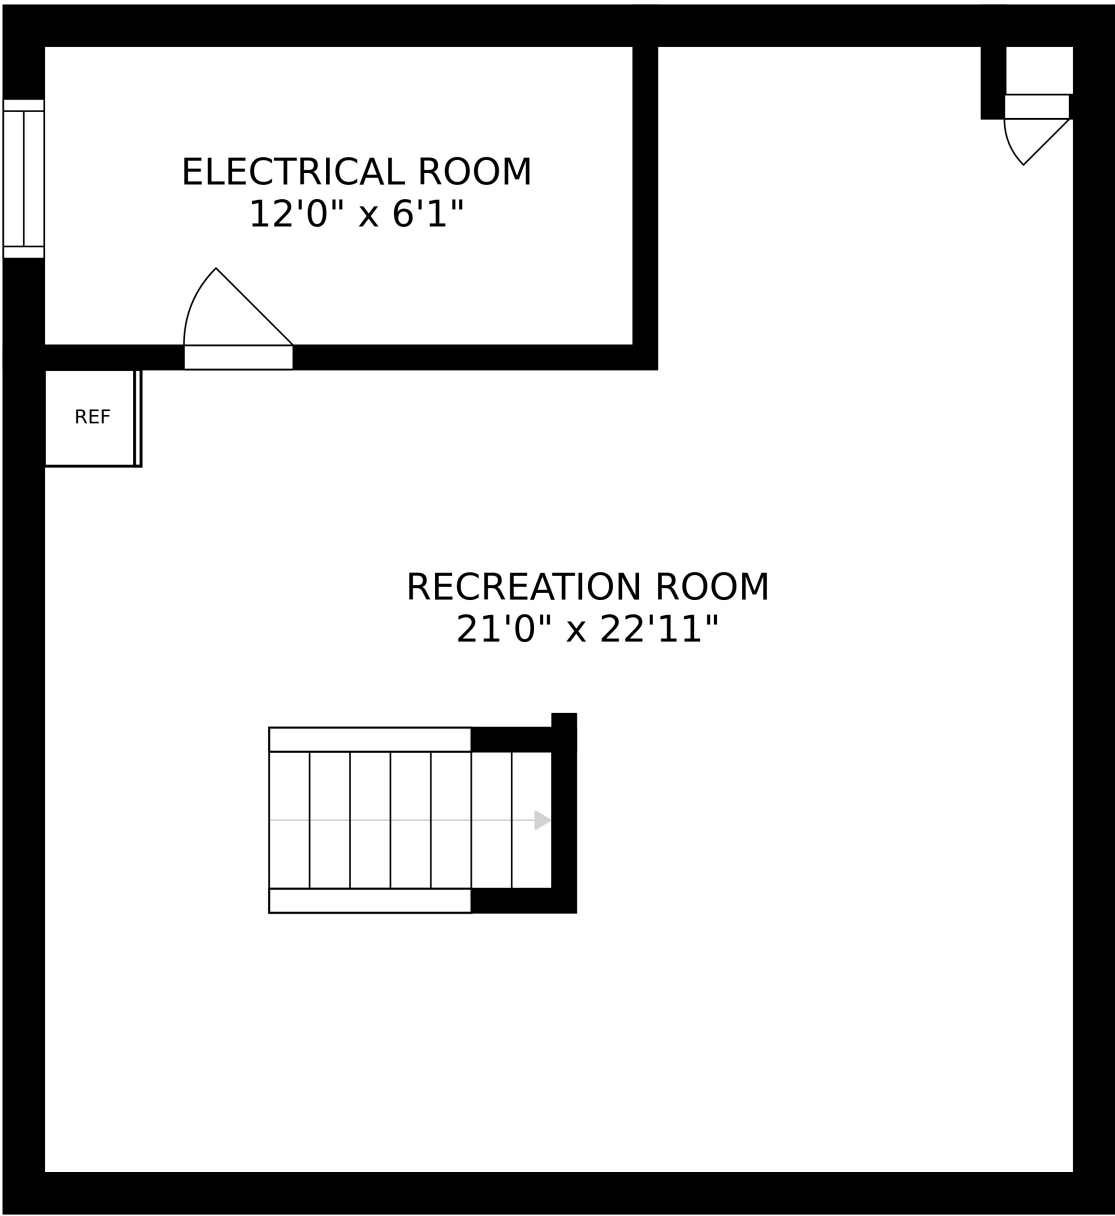 ELECTRICAL ROOM
12'0" x 6'1"
REF
RECREATION ROOM
21'0" x 22'11"